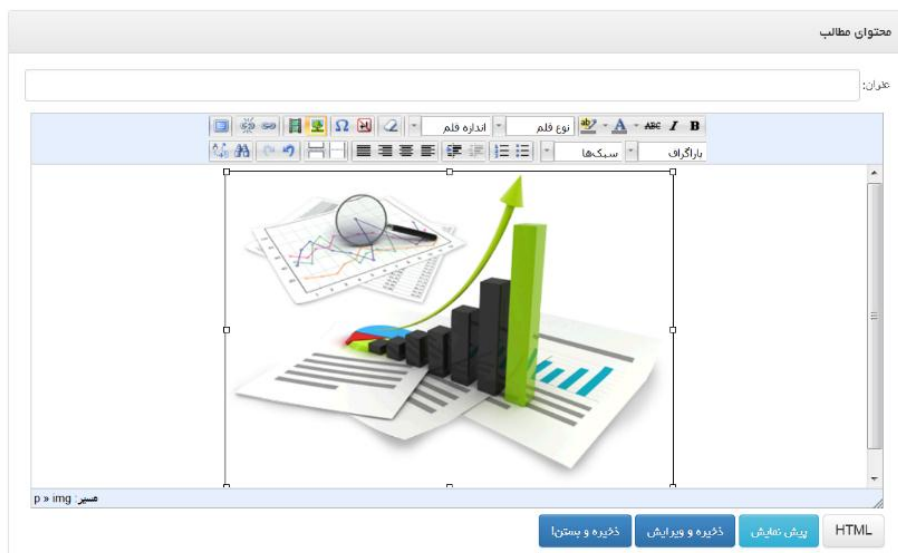 محتوای مطالب
عنوان:
B I ABC A نوع قلم اندازه قلم
پاراگراف سبک‌ها
مسیر: p » img
HTML پیش نمایش ذخیره و ویرایش ذخیره و بستن!